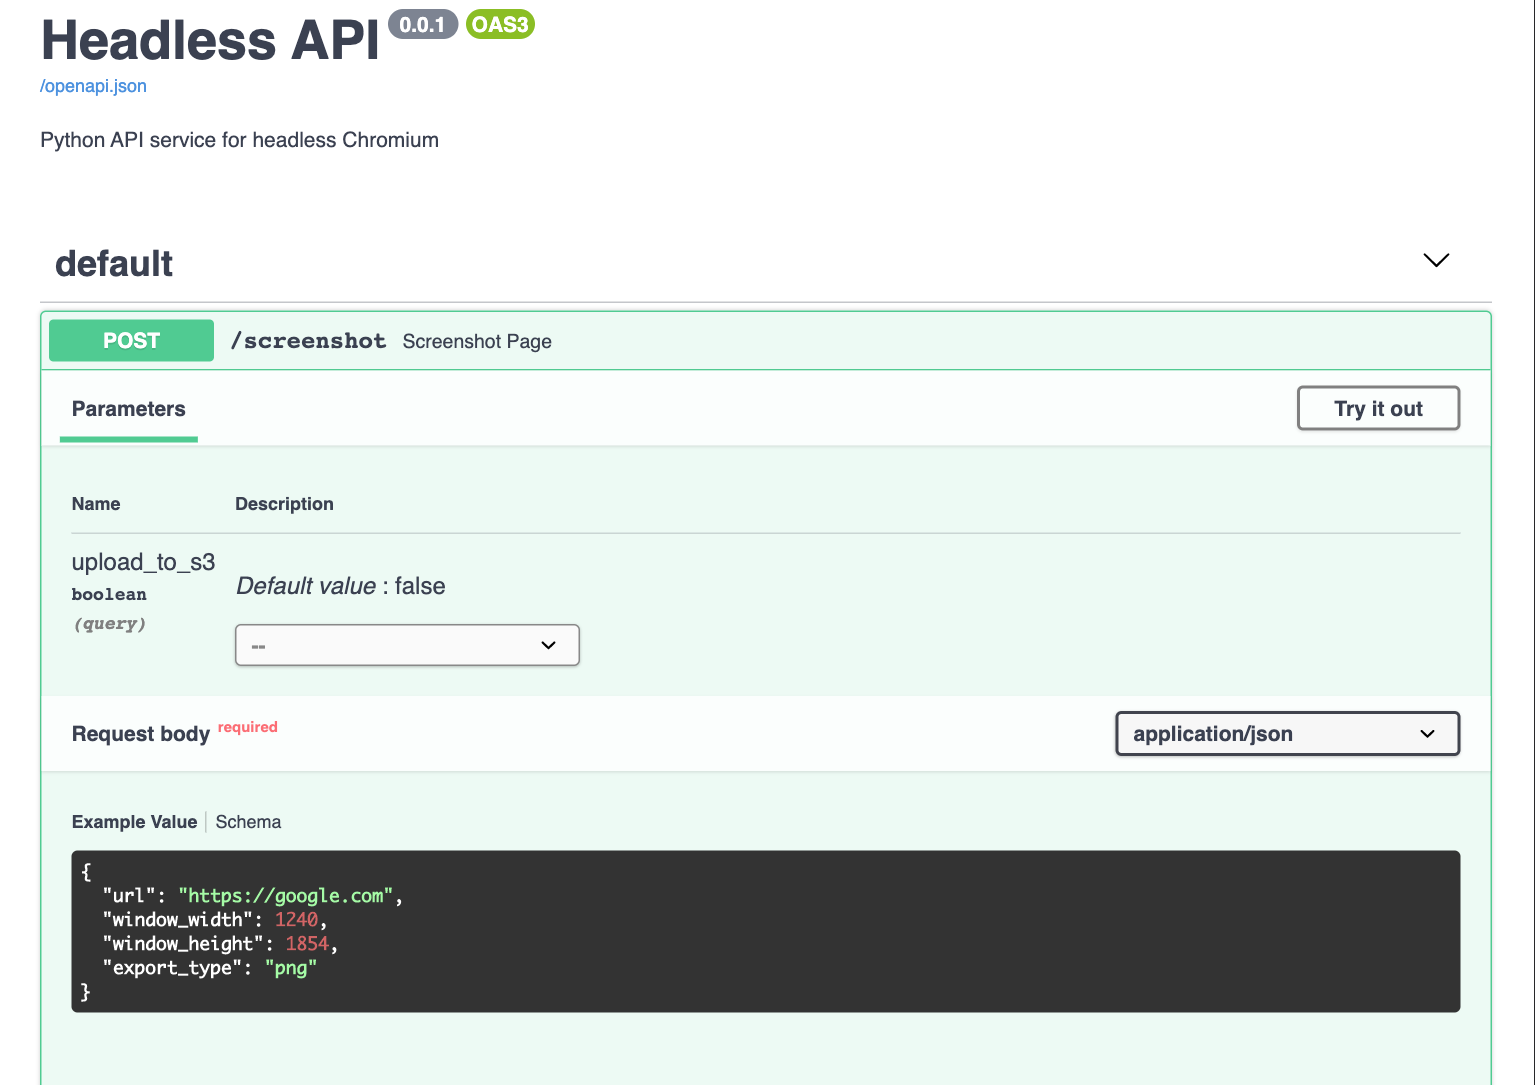 Headless API 0.0.1 OAS3
/openapi.json
Python API service for headless Chromium
default
POST /screenshot Screenshot Page
Parameters Try it out
Name Description
upload_to_s3
boolean
(query)
Default value : false
--
Request body required application/json
Example Value Schema
{
  "url": "https://google.com",
  "window_width": 1240,
  "window_height": 1854,
  "export_type": "png"
}